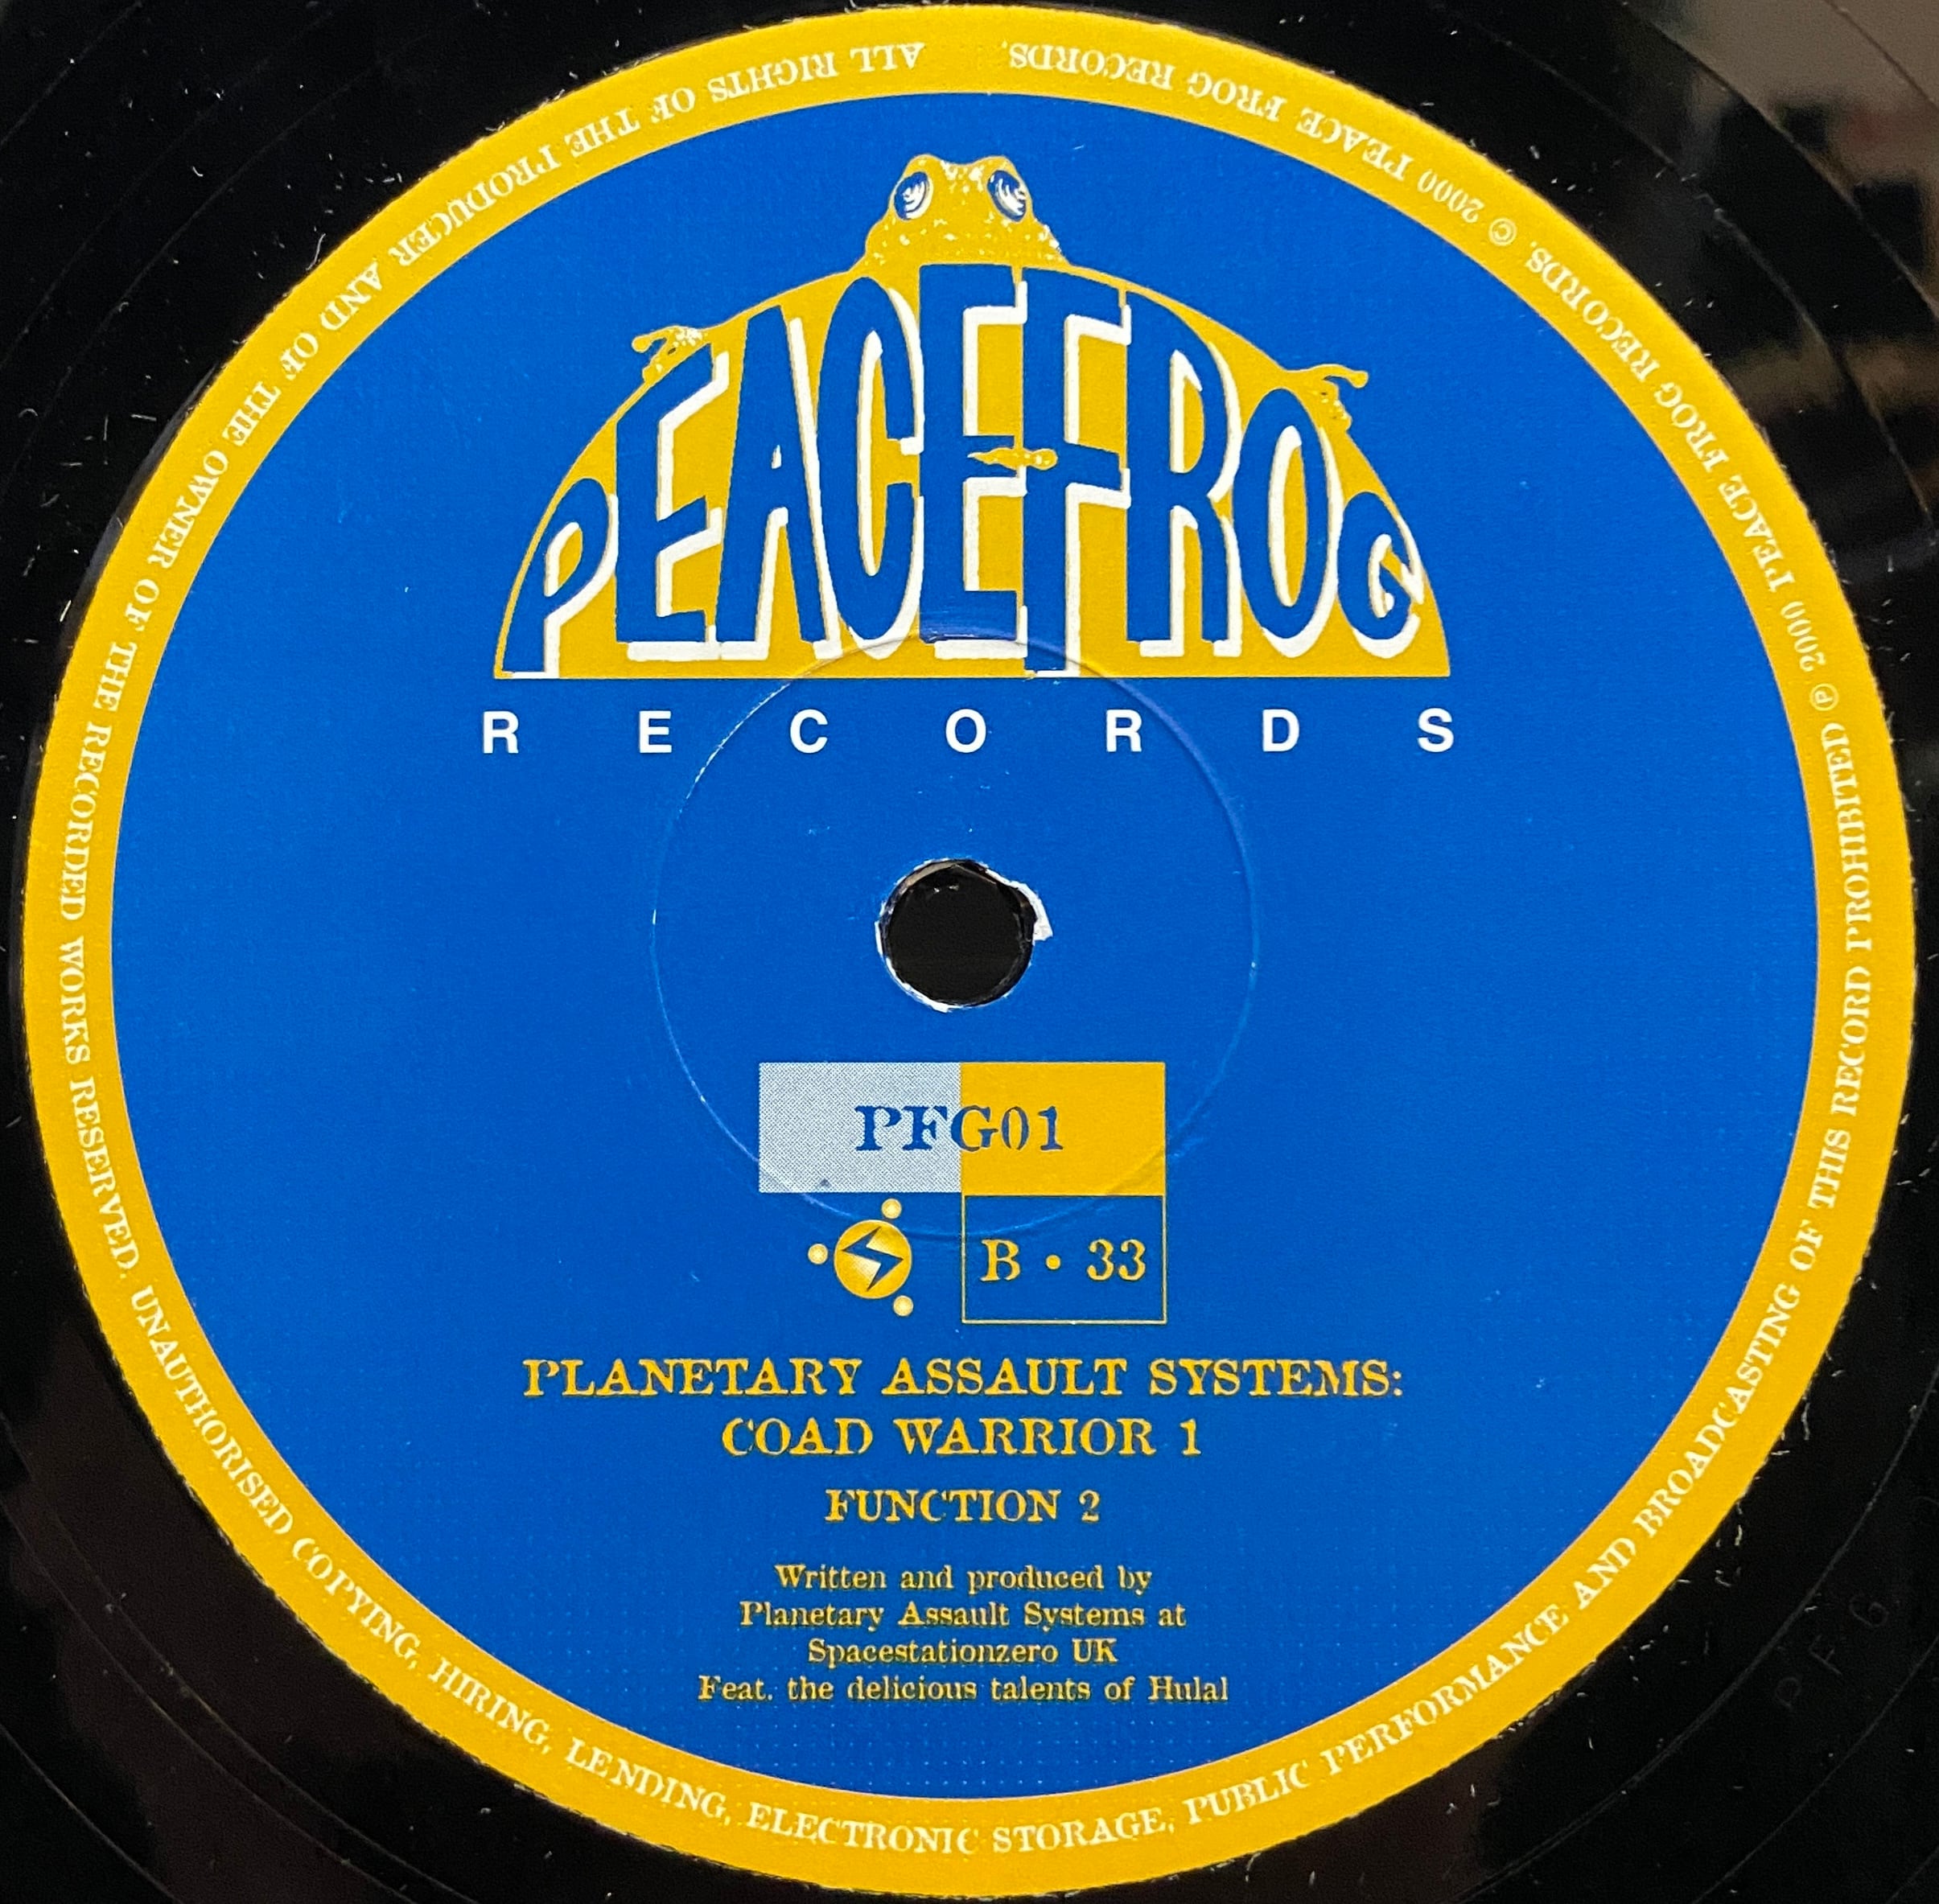 PEACEFROG
RECORDS
PFG01
B • 33
PLANETARY ASSAULT SYSTEMS:
COAD WARRIOR 1
FUNCTION 2
Written and produced by
Planetary Assault Systems at
Spacestationzero UK
Feat. the delicious talents of Hulal
ALL RIGHTS OF THE PRODUCER AND OF THE OWNER OF THE RECORDED WORKS RESERVED. UNAUTHORISED COPYING, HIRING, LENDING, ELECTRONIC STORAGE, PUBLIC PERFORMANCE AND BROADCASTING OF THIS RECORD PROHIBITED ℗ 2000 PEACE FROG RECORDS. © 2000 PEACE FROG RECORDS.
PFG